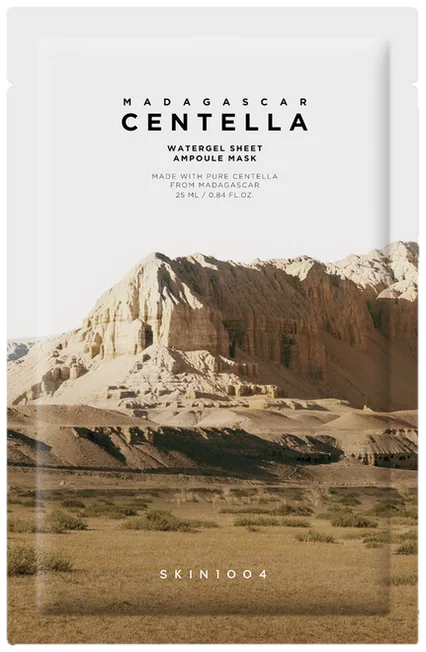 MADAGASCAR
CENTELLA
WATERGEL SHEET
AMPOULE MASK
MADE WITH PURE CENTELLA
FROM MADAGASCAR
25 ML / 0.84 FL.OZ.
SKIN1004